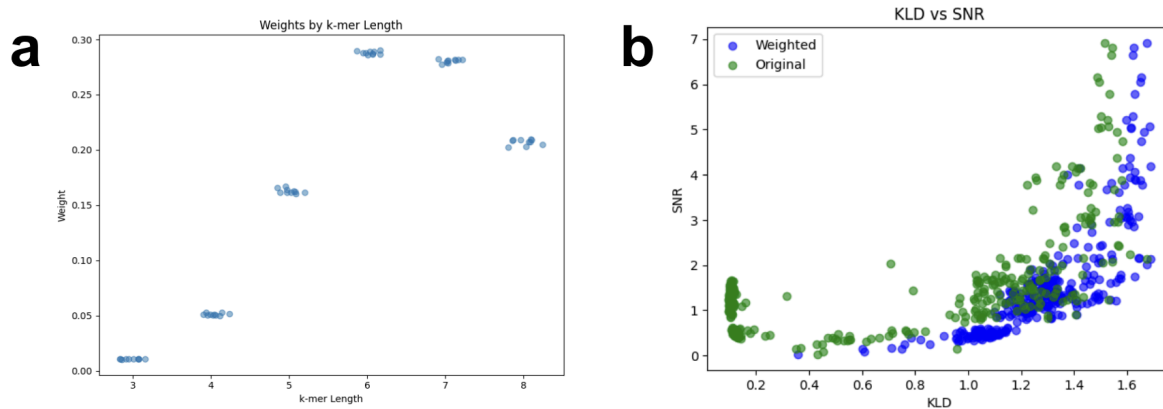 a
Weights by k-mer Length
0.30
0.25
0.20
0.15
0.10
0.05
0.00
Weight
3 4 5 6 7 8
k-mer Length
b
KLD vs SNR
Weighted
Original
7
6
5
4
3
2
1
0
SNR
0.2 0.4 0.6 0.8 1.0 1.2 1.4 1.6
KLD